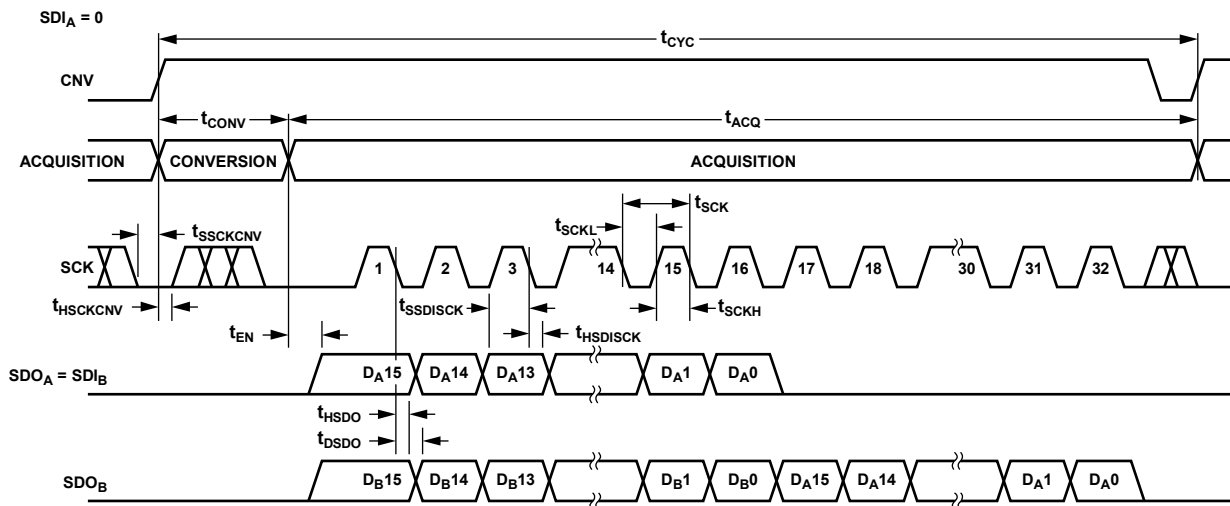 SDIA = 0
tCYC
CNV
tCONV
tACQ
ACQUISITION CONVERSION ACQUISITION
tSCK
tSCKL
tSSCKCNV
SCK 1 2 3 14 15 16 17 18 30 31 32
tHSCKCNV
tSSDISCK
tSCKH
tEN
tHSDISCK
SDOA = SDIB DA15 DA14 DA13 DA1 DA0
tHSDO
tDSDO
SDOB DB15 DB14 DB13 DB1 DB0 DA15 DA14 DA1 DA0